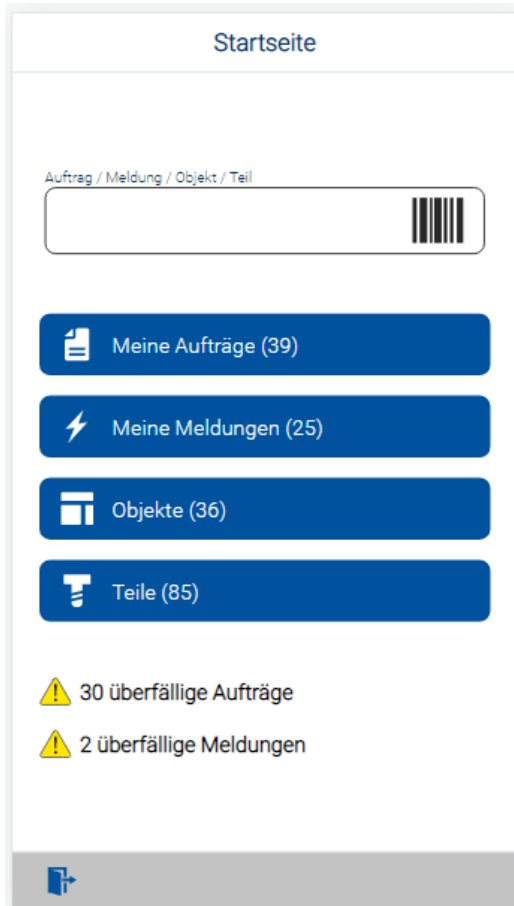 Startseite
Auftrag / Meldung / Objekt / Teil
Meine Aufträge (39)
Meine Meldungen (25)
Objekte (36)
Teile (85)
30 überfällige Aufträge
2 überfällige Meldungen